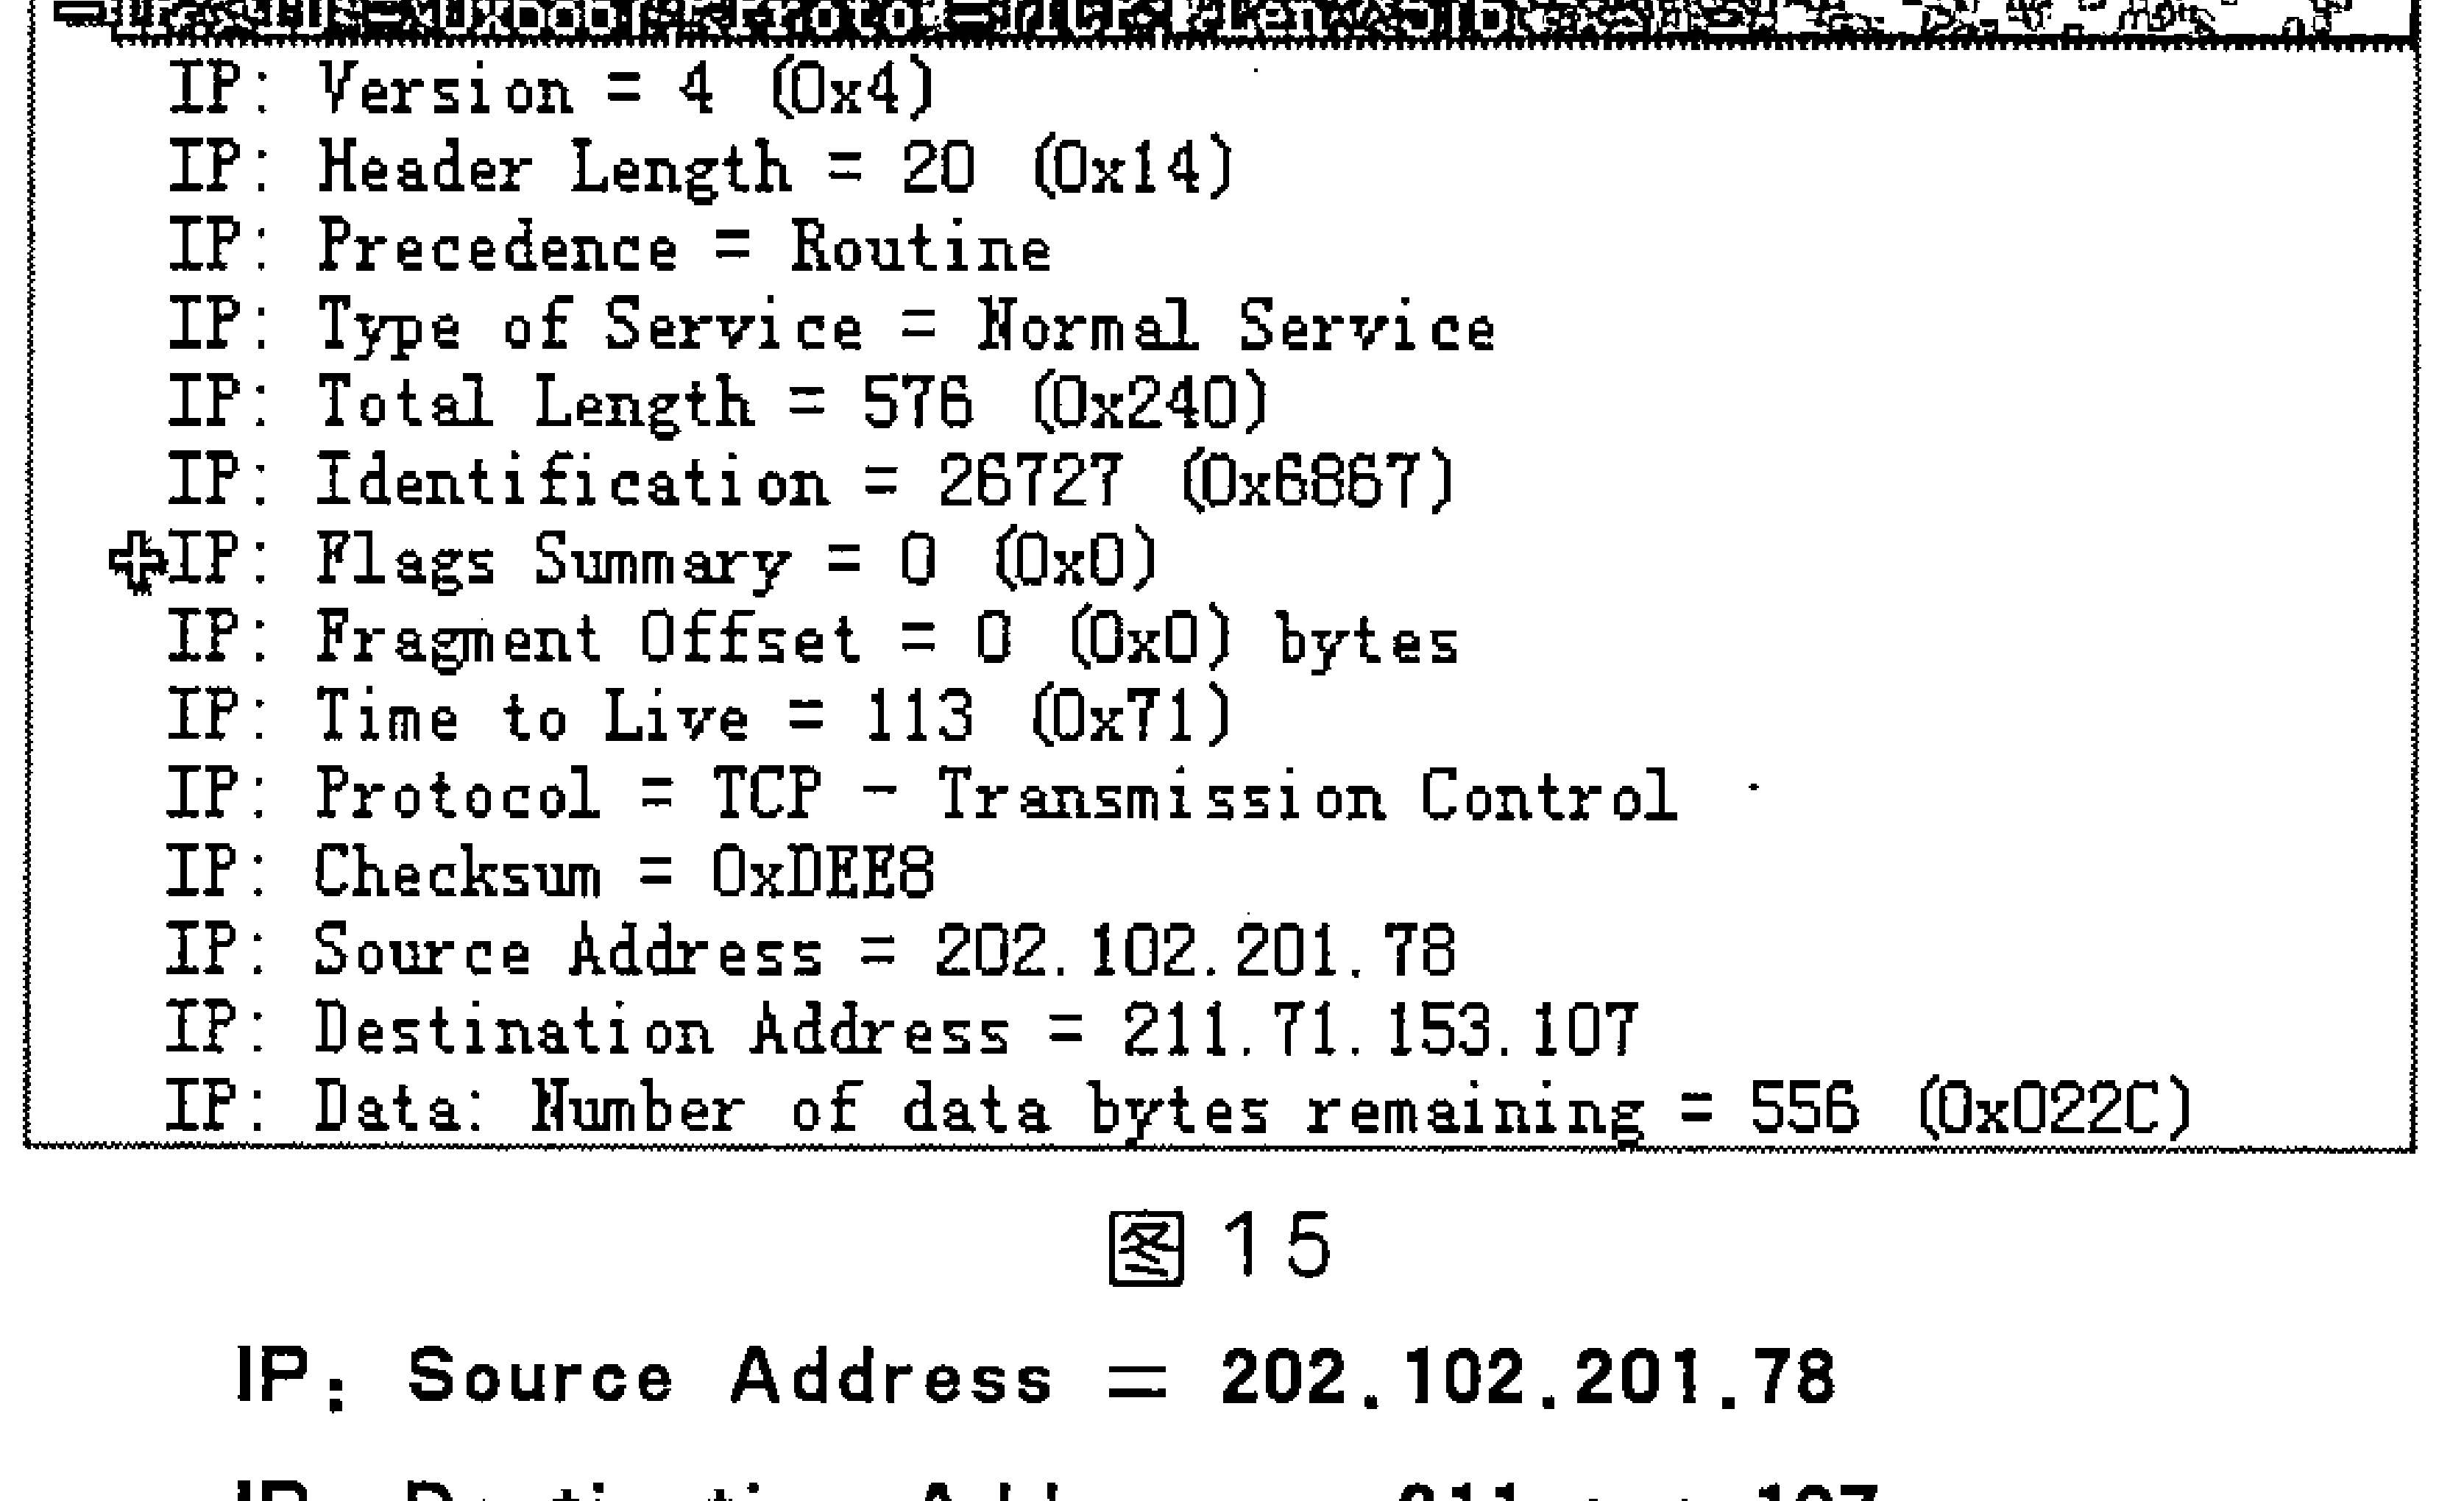 IP: Version = 4 (0x4)
IP: Header Length = 20 (0x14)
IP: Precedence = Routine
IP: Type of Service = Normal Service
IP: Total Length = 576 (0x240)
IP: Identification = 26727 (0x6867)
IP: Flags Summary = 0 (0x0)
IP: Fragment Offset = 0 (0x0) bytes
IP: Time to Live = 113 (0x71)
IP: Protocol = TCP - Transmission Control
IP: Checksum = 0xDEE8
IP: Source Address = 202.102.201.78
IP: Destination Address = 211.71.153.107
IP: Data: Number of data bytes remaining = 556 (0x022C)
图 15
IP: Source Address = 202.102.201.78